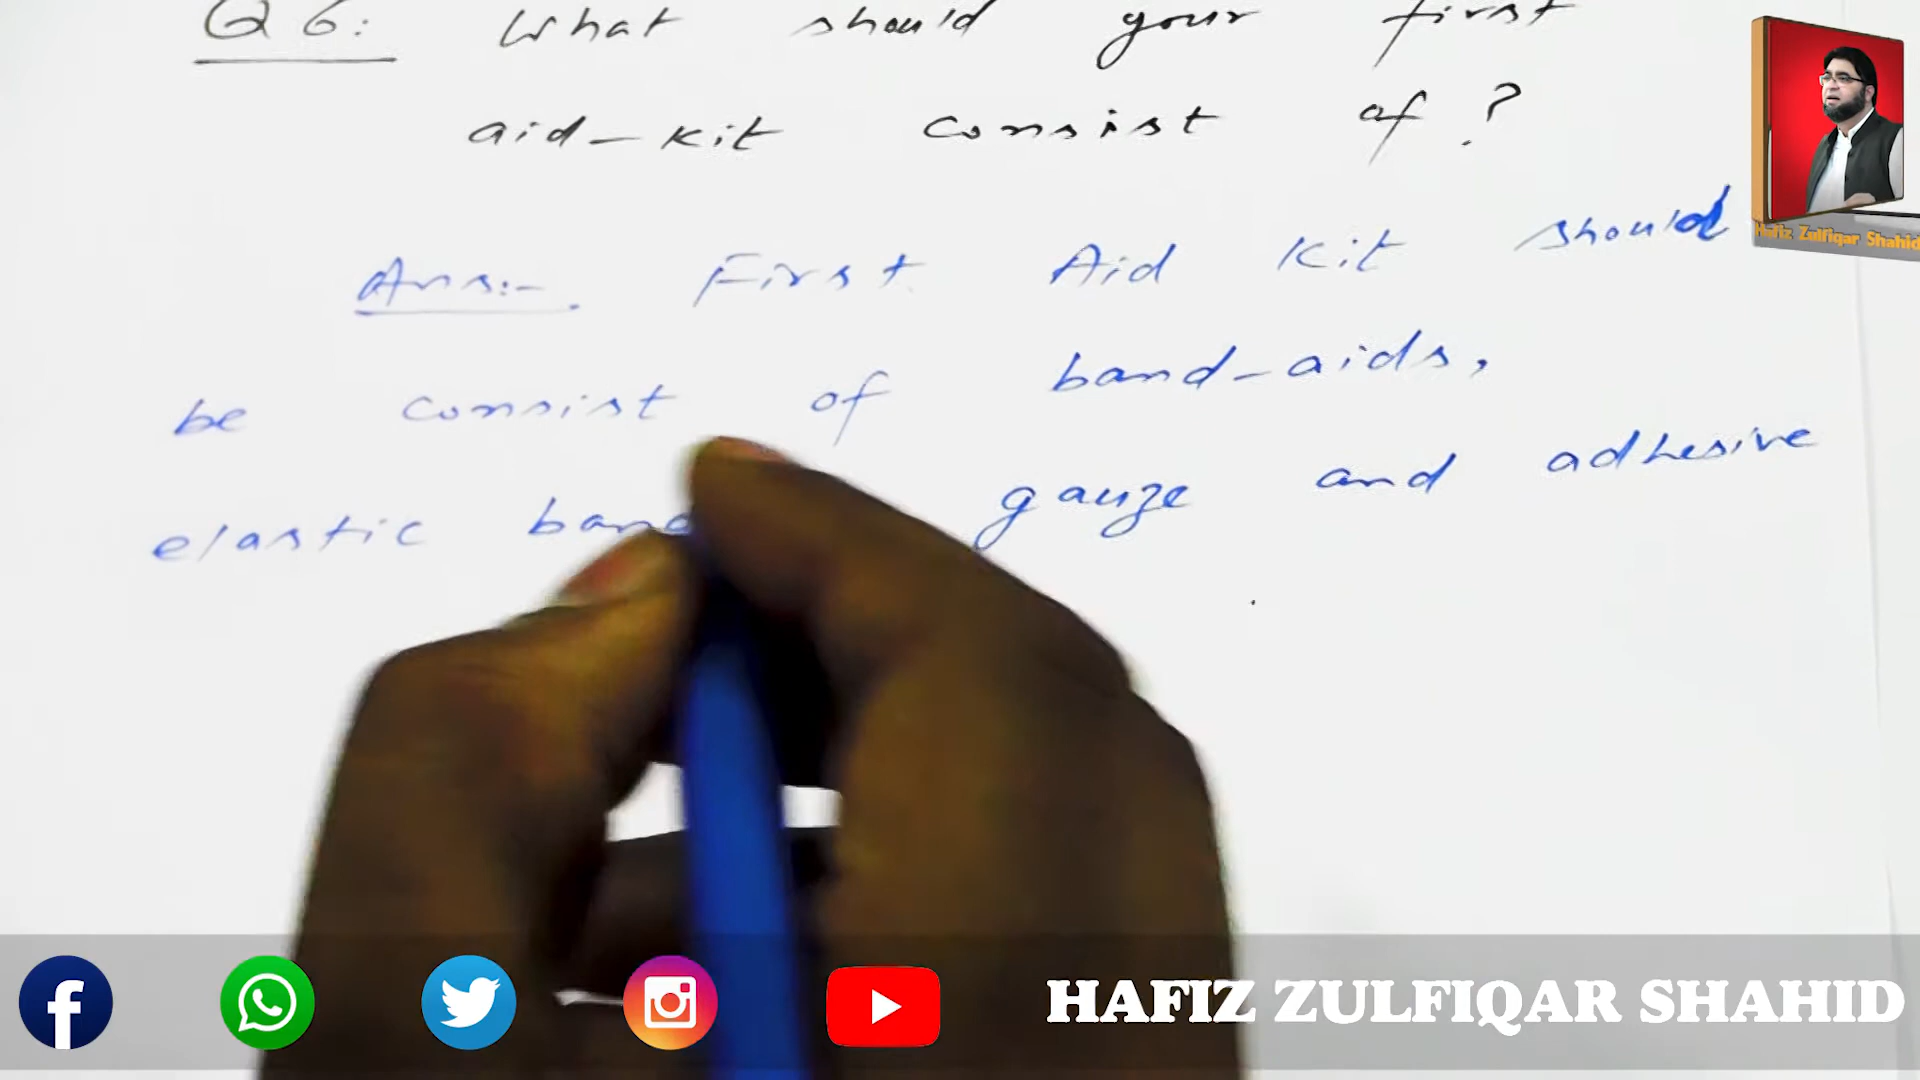 Q 6: What should your first
aid-kit consist of ?
Ans:- First Aid Kit should
be consist of band-aids,
elastic gauze and adhesive
Hafiz Zulfiqar Shahid
HAFIZ ZULFIQAR SHAHID